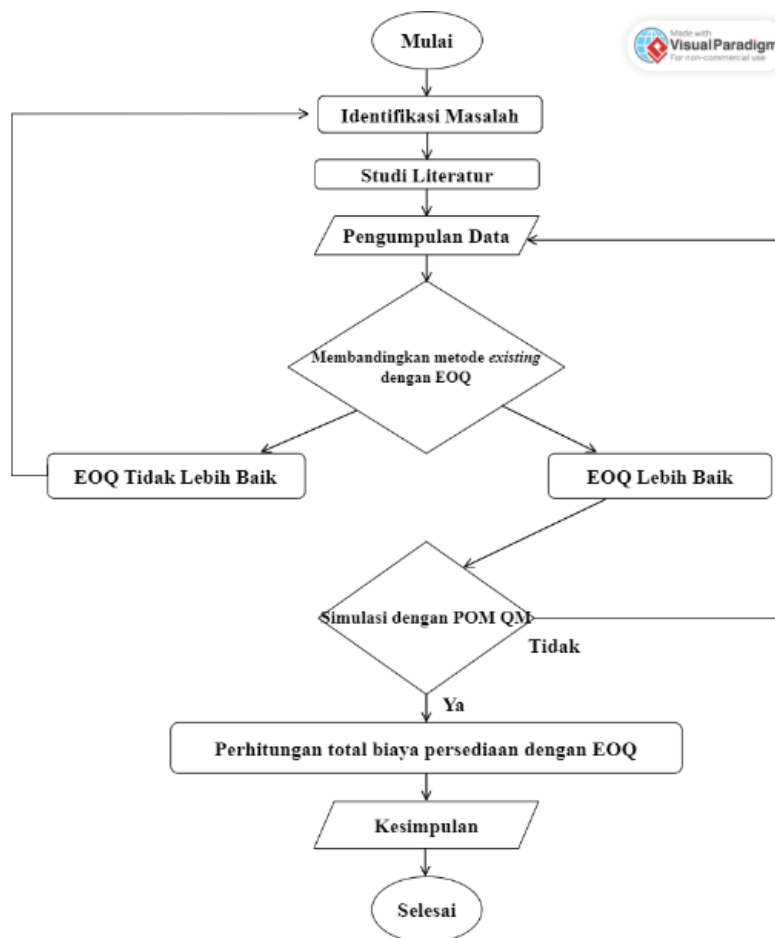 Mulai
Made with
VisualParadigm
For non-commercial use
Identifikasi Masalah
Studi Literatur
Pengumpulan Data
Membandingkan metode existing
dengan EOQ
EOQ Tidak Lebih Baik
EOQ Lebih Baik
Simulasi dengan POM QM
Tidak
Ya
Perhitungan total biaya persediaan dengan EOQ
Kesimpulan
Selesai